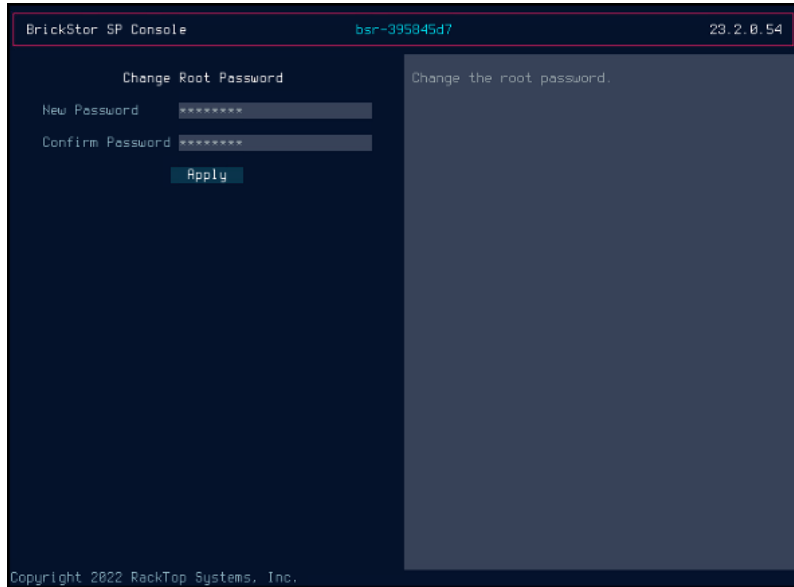 BrickStor SP Console bsr-395845d7 23.2.0.54
Change Root Password
Change the root password.
New Password ********
Confirm Password ********
Apply
Copyright 2022 RackTop Systems, Inc.